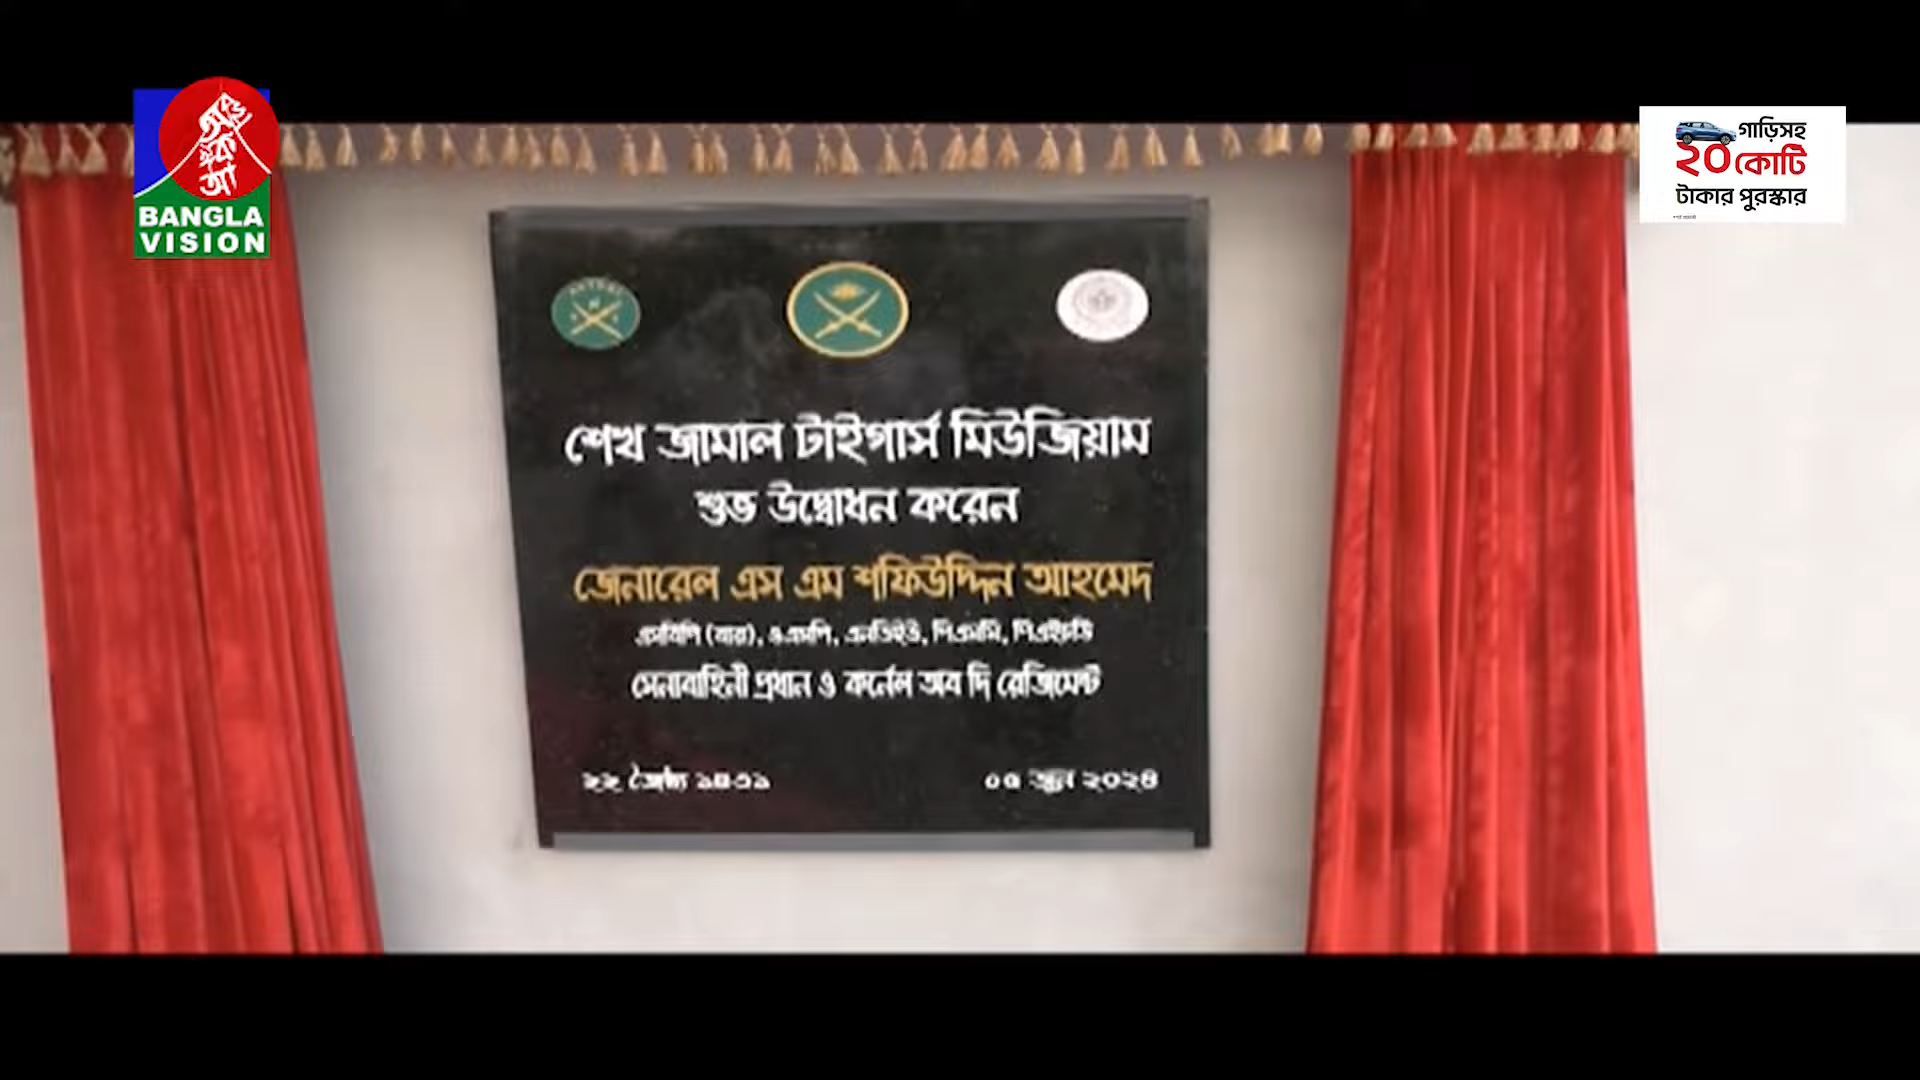 BANGLA
VISION
গাড়িসহ
২০ কোটি
টাকার পুরস্কার
শেখ জামাল টাইগার্স মিউজিয়াম
শুভ উদ্বোধন করেন
জেনারেল এস এম শফিউদ্দিন আহমেদ
এসবিপি (বার), ওএসপি, এনডিইউ, পিএসসি, পিএইচডি
সেনাবাহিনী প্রধান ও কর্নেল অব দি রেজিমেন্ট
২২ জ্যৈষ্ঠ ১৪৩১
০৫ জুন ২০২৪